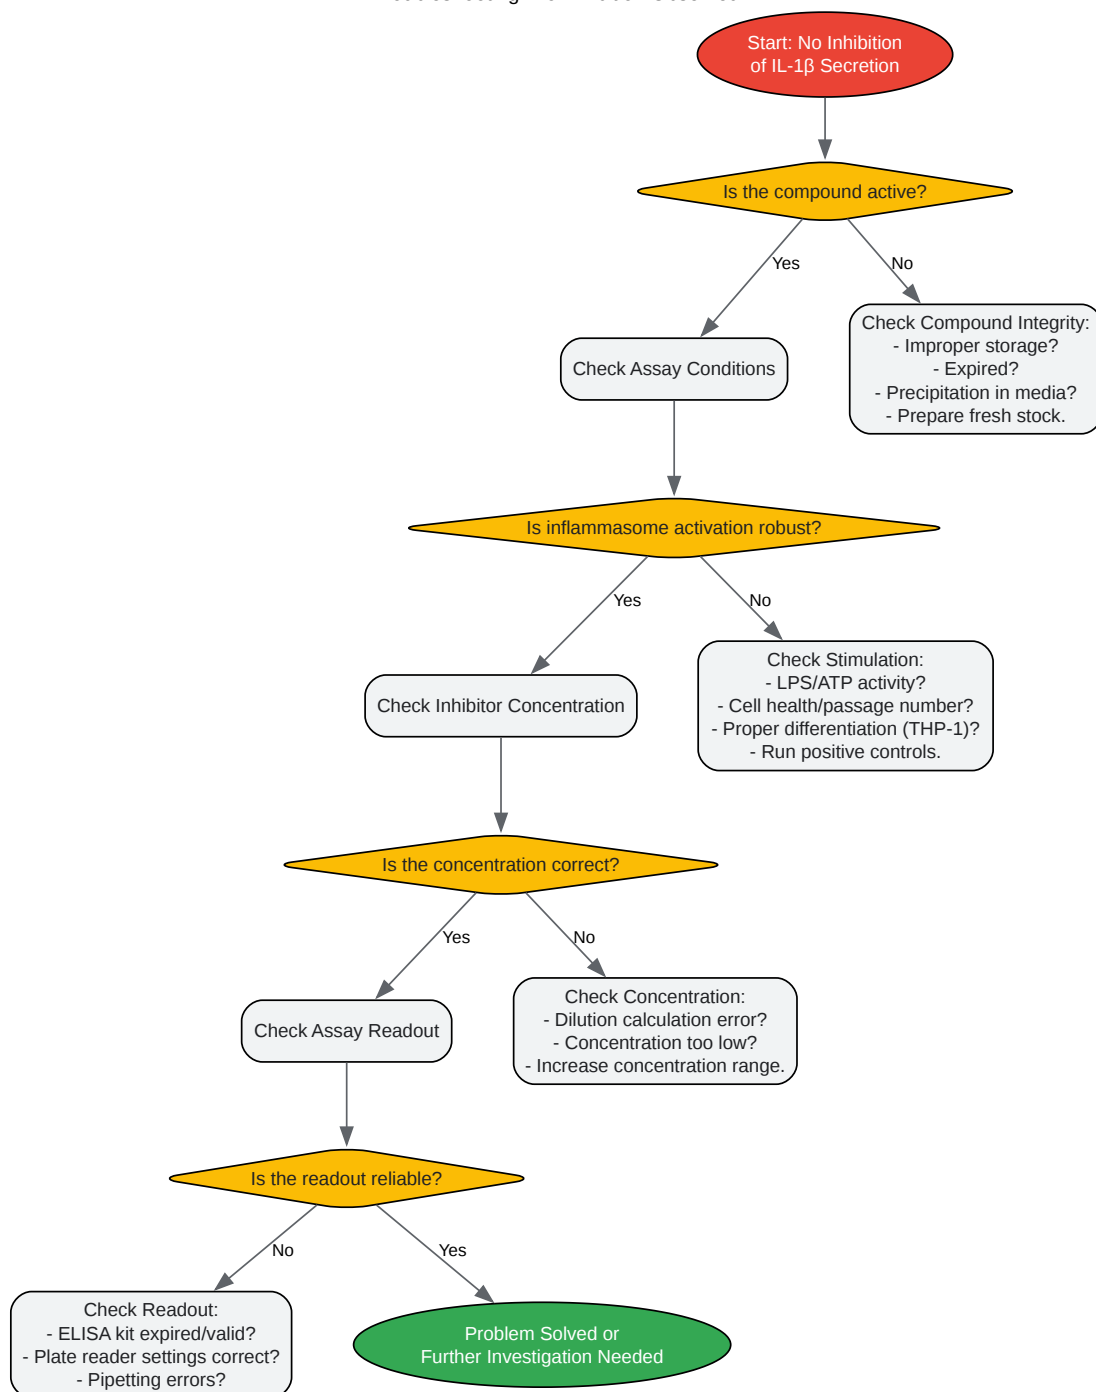 Start: No Inhibition
of IL-1β Secretion
Is the compound active?
Yes
No
Check Compound Integrity:
- Improper storage?
- Expired?
- Precipitation in media?
- Prepare fresh stock.
Check Assay Conditions
Is inflammasome activation robust?
Yes
No
Check Stimulation:
- LPS/ATP activity?
- Cell health/passage number?
- Proper differentiation (THP-1)?
- Run positive controls.
Check Inhibitor Concentration
Is the concentration correct?
Yes
No
Check Concentration:
- Dilution calculation error?
- Concentration too low?
- Increase concentration range.
Check Assay Readout
Is the readout reliable?
No
Yes
Check Readout:
- ELISA kit expired/valid?
- Plate reader settings correct?
- Pipetting errors?
Problem Solved or
Further Investigation Needed